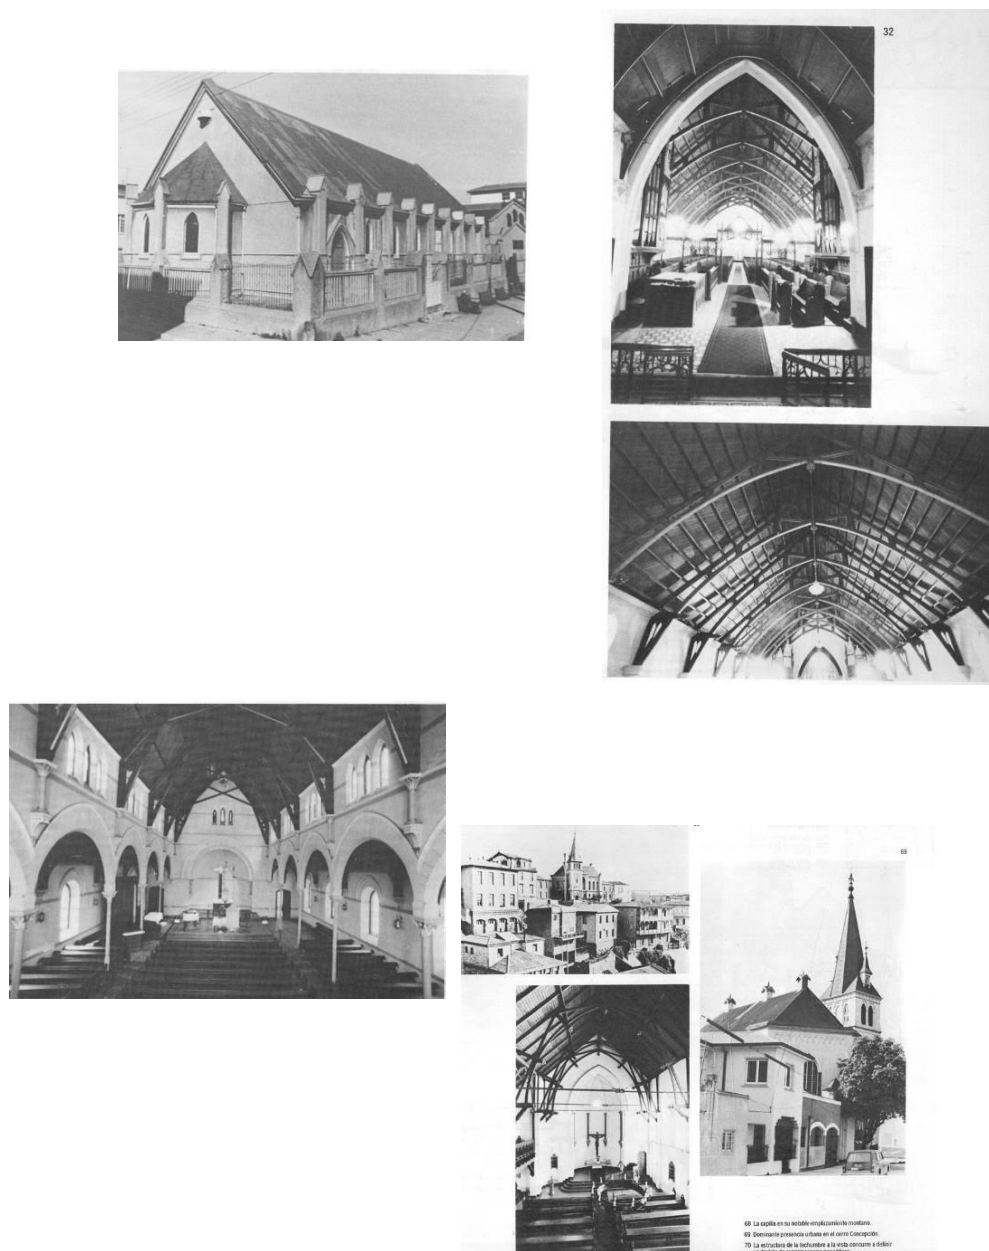 32
69
68 La capilla en su notable emplazamiento montano.
69 Dominante presencia urbana en el cerro Concepción.
70 La estructura de la techumbre a la vista concurre a definir